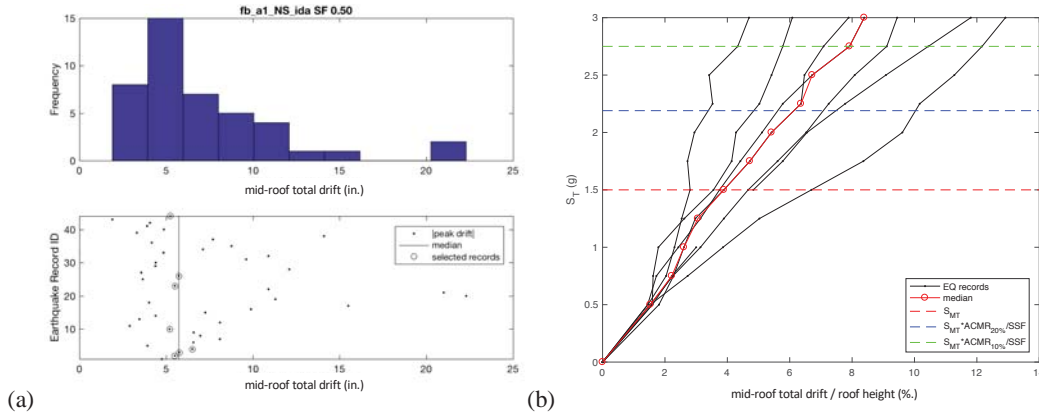 fb_a1_NS_ida SF 0.50
15
10
5
0
Frequency
0 5 10 15 20 25
mid-roof total drift (in.)
40
30
20
10
Earthquake Record ID
|peak drift|
median
selected records
0 5 10 15 20 25
mid-roof total drift (in.)
(a)
3
2.5
2
1.5
1
0.5
0
S_T (g)
EQ records
median
S_MT
S_MT*ACMR_20%/SSF
S_MT*ACMR_10%/SSF
0 2 4 6 8 10 12
mid-roof total drift / roof height (%.)
(b)